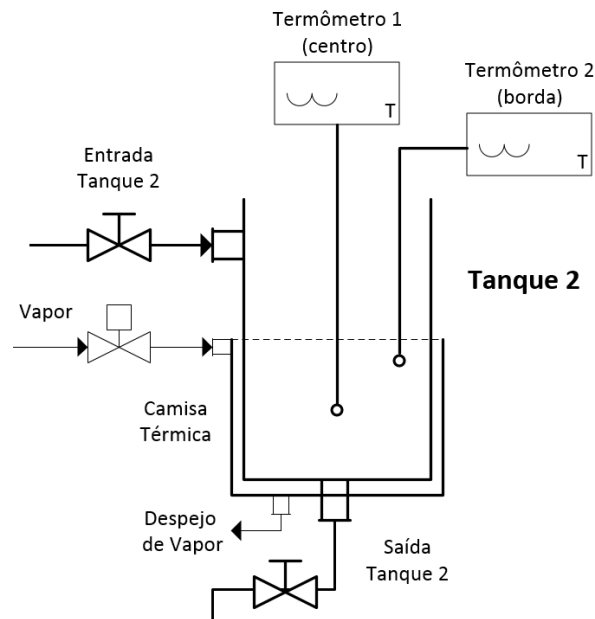 Termômetro 1
(centro)
T
Termômetro 2
(borda)
T
Entrada
Tanque 2
Tanque 2
Vapor
Camisa
Térmica
Despejo
de Vapor
Saída
Tanque 2